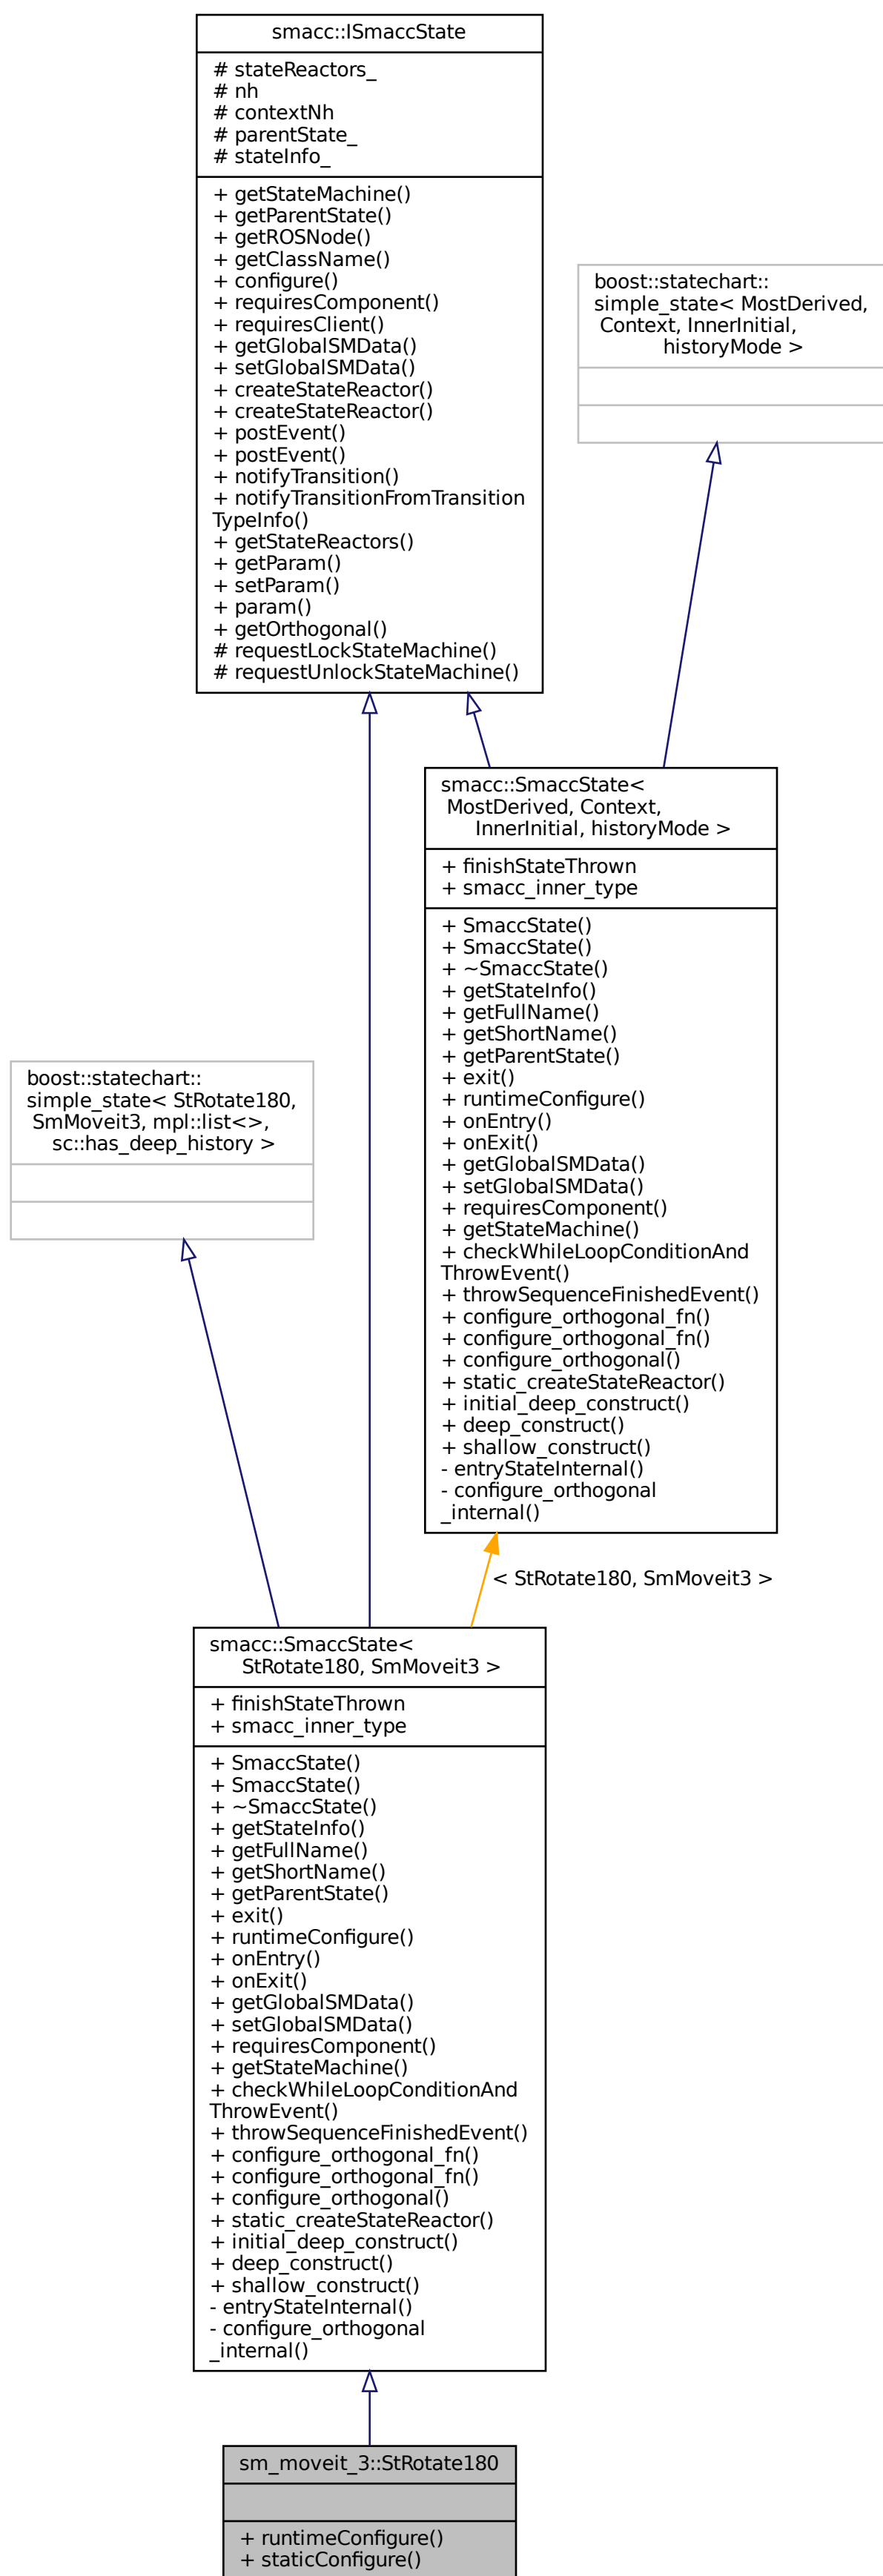 smacc::ISmaccState
# stateReactors_
# nh
# contextNh
# parentState_
# stateInfo_
+ getStateMachine()
+ getParentState()
+ getROSNode()
+ getClassName()
+ configure()
+ requiresComponent()
+ requiresClient()
+ getGlobalSMData()
+ setGlobalSMData()
+ createStateReactor()
+ createStateReactor()
+ postEvent()
+ postEvent()
+ notifyTransition()
+ notifyTransitionFromTransition
TypeInfo()
+ getStateReactors()
+ getParam()
+ setParam()
+ param()
+ getOrthogonal()
# requestLockStateMachine()
# requestUnlockStateMachine()
boost::statechart::
simple_state< MostDerived,
Context, InnerInitial,
historyMode >
smacc::SmaccState<
MostDerived, Context,
InnerInitial, historyMode >
+ finishStateThrown
+ smacc_inner_type
+ SmaccState()
+ SmaccState()
+ ~SmaccState()
+ getStateInfo()
+ getFullName()
+ getShortName()
+ getParentState()
+ exit()
+ runtimeConfigure()
+ onEntry()
+ onExit()
+ getGlobalSMData()
+ setGlobalSMData()
+ requiresComponent()
+ getStateMachine()
+ checkWhileLoopConditionAnd
ThrowEvent()
+ throwSequenceFinishedEvent()
+ configure_orthogonal_fn()
+ configure_orthogonal_fn()
+ configure_orthogonal()
+ static_createStateReactor()
+ initial_deep_construct()
+ deep_construct()
+ shallow_construct()
- entryStateInternal()
- configure_orthogonal
_internal()
boost::statechart::
simple_state< StRotate180,
SmMoveit3, mpl::list<>,
sc::has_deep_history >
< StRotate180, SmMoveit3 >
smacc::SmaccState<
StRotate180, SmMoveit3 >
+ finishStateThrown
+ smacc_inner_type
+ SmaccState()
+ SmaccState()
+ ~SmaccState()
+ getStateInfo()
+ getFullName()
+ getShortName()
+ getParentState()
+ exit()
+ runtimeConfigure()
+ onEntry()
+ onExit()
+ getGlobalSMData()
+ setGlobalSMData()
+ requiresComponent()
+ getStateMachine()
+ checkWhileLoopConditionAnd
ThrowEvent()
+ throwSequenceFinishedEvent()
+ configure_orthogonal_fn()
+ configure_orthogonal_fn()
+ configure_orthogonal()
+ static_createStateReactor()
+ initial_deep_construct()
+ deep_construct()
+ shallow_construct()
- entryStateInternal()
- configure_orthogonal
_internal()
sm_moveit_3::StRotate180
+ runtimeConfigure()
+ staticConfigure()